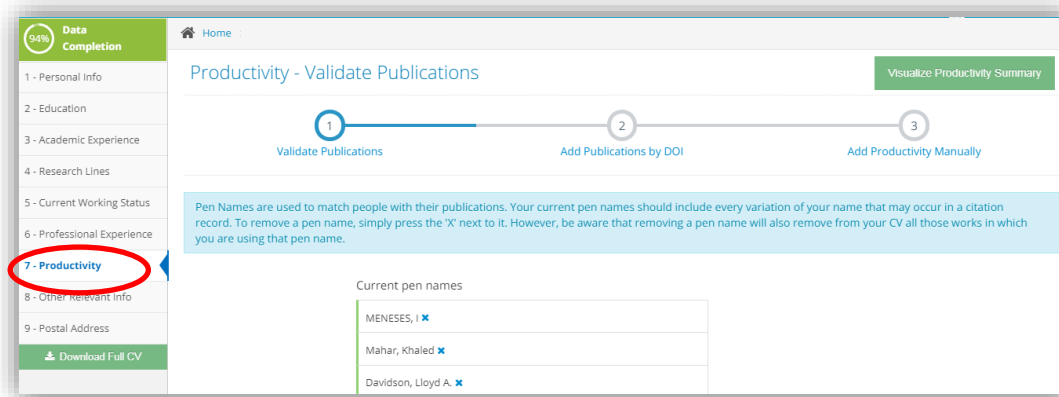 94%
Data
Completion
1 - Personal Info
2 - Education
3 - Academic Experience
4 - Research Lines
5 - Current Working Status
6 - Professional Experience
7 - Productivity
8 - Other Relevant Info
9 - Postal Address
Download Full CV
Home
Productivity - Validate Publications
Visualize Productivity Summary
1
Validate Publications
2
Add Publications by DOI
3
Add Productivity Manually
Pen Names are used to match people with their publications. Your current pen names should include every variation of your name that may occur in a citation
record. To remove a pen name, simply press the 'X' next to it. However, be aware that removing a pen name will also remove from your CV all those works in which
you are using that pen name.
Current pen names
MENESES, I ✖
Mahar, Khaled ✖
Davidson, Lloyd A. ✖